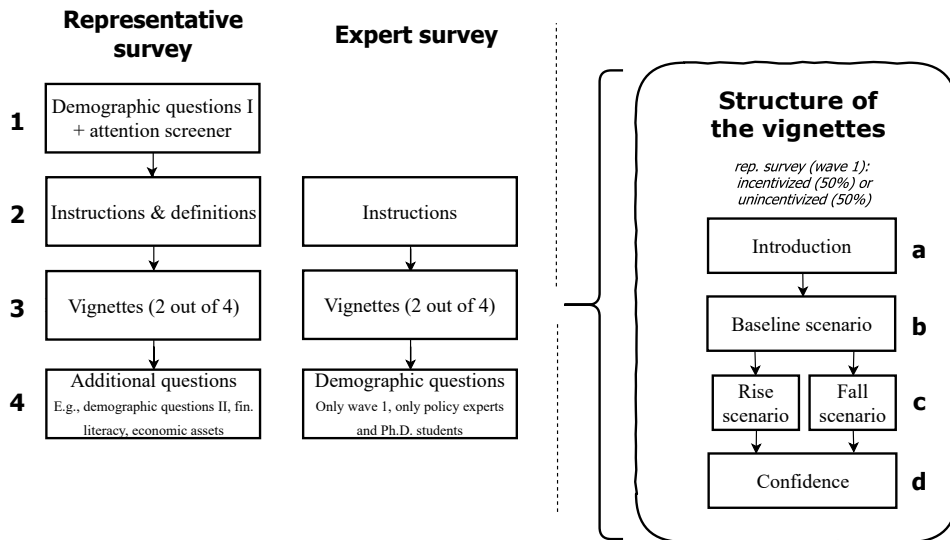 Representative
survey
Expert survey
1
Demographic questions I
+ attention screener
2
Instructions & definitions
Instructions
3
Vignettes (2 out of 4)
Vignettes (2 out of 4)
4
Additional questions
E.g., demographic questions II, fin.
literacy, economic assets
Demographic questions
Only wave 1, only policy experts
and Ph.D. students
Structure of
the vignettes
rep. survey (wave 1):
incentivized (50%) or
unincentivized (50%)
Introduction
a
Baseline scenario
b
Rise
scenario
Fall
scenario
c
Confidence
d